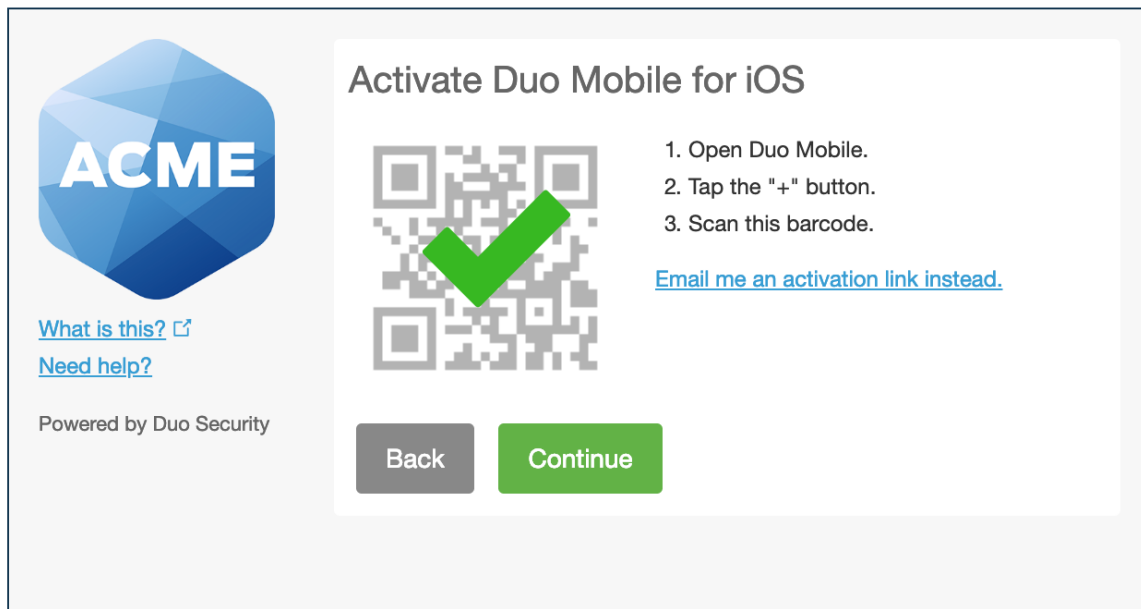 ACME
What is this?
Need help?
Powered by Duo Security
Activate Duo Mobile for iOS
1. Open Duo Mobile.
2. Tap the "+" button.
3. Scan this barcode.
Email me an activation link instead.
Back
Continue